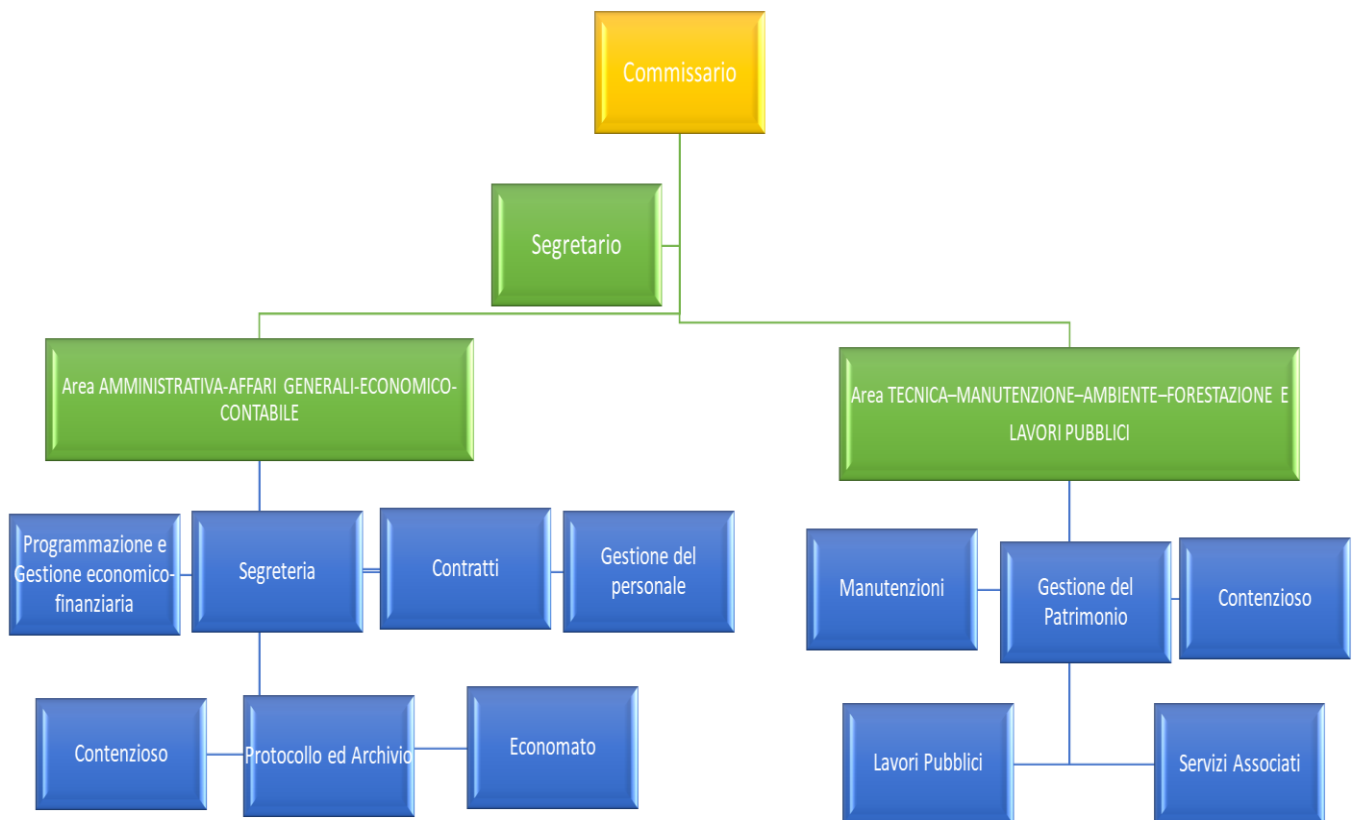 Commissario
Segretario
Area AMMINISTRATIVA-AFFARI GENERALI-ECONOMICO-
CONTABILE
Area TECNICA–MANUTENZIONE–AMBIENTE–FORESTAZIONE E
LAVORI PUBBLICI
Programmazione e
Gestione economico-
finanziaria
Segreteria
Contratti
Gestione del
personale
Manutenzioni
Gestione del
Patrimonio
Contenzioso
Contenzioso
Protocollo ed Archivio
Economato
Lavori Pubblici
Servizi Associati